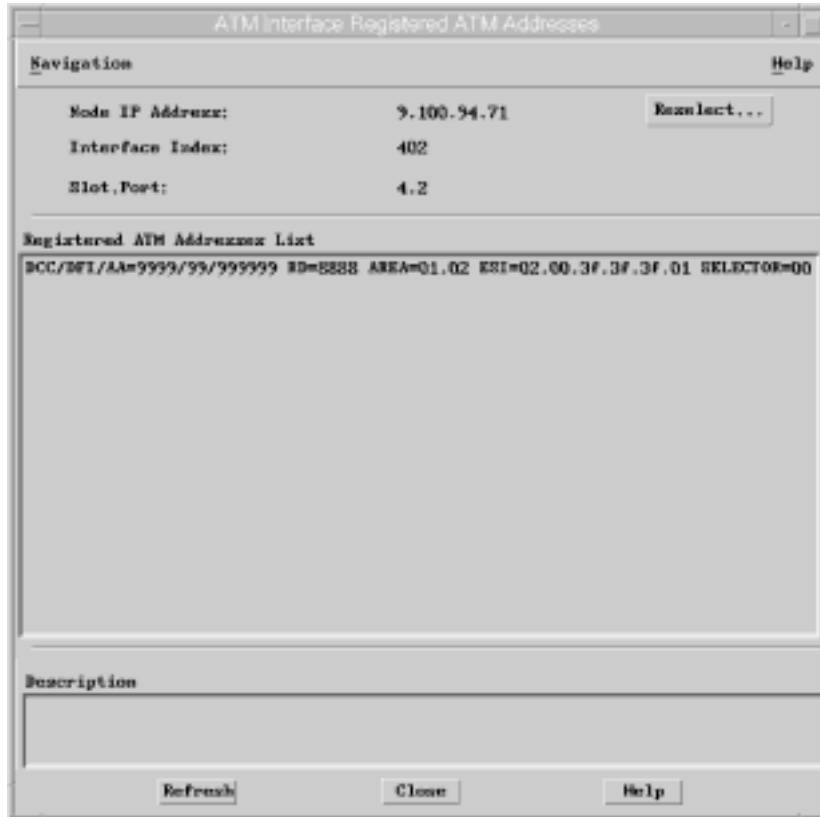 ATM Interface Registered ATM Addresses
Navigation Help
Node IP Address: 9.100.94.71 Reselect...
Interface Index: 402
Slot.Port: 4.2
Registered ATM Addresses List
DCC/DFI/AA=9999/99/999999 RD=8888 AREA=01.02 ESI=02.00.3f.3f.3f.01 SELECTOR=00
Description
Refresh Close Help